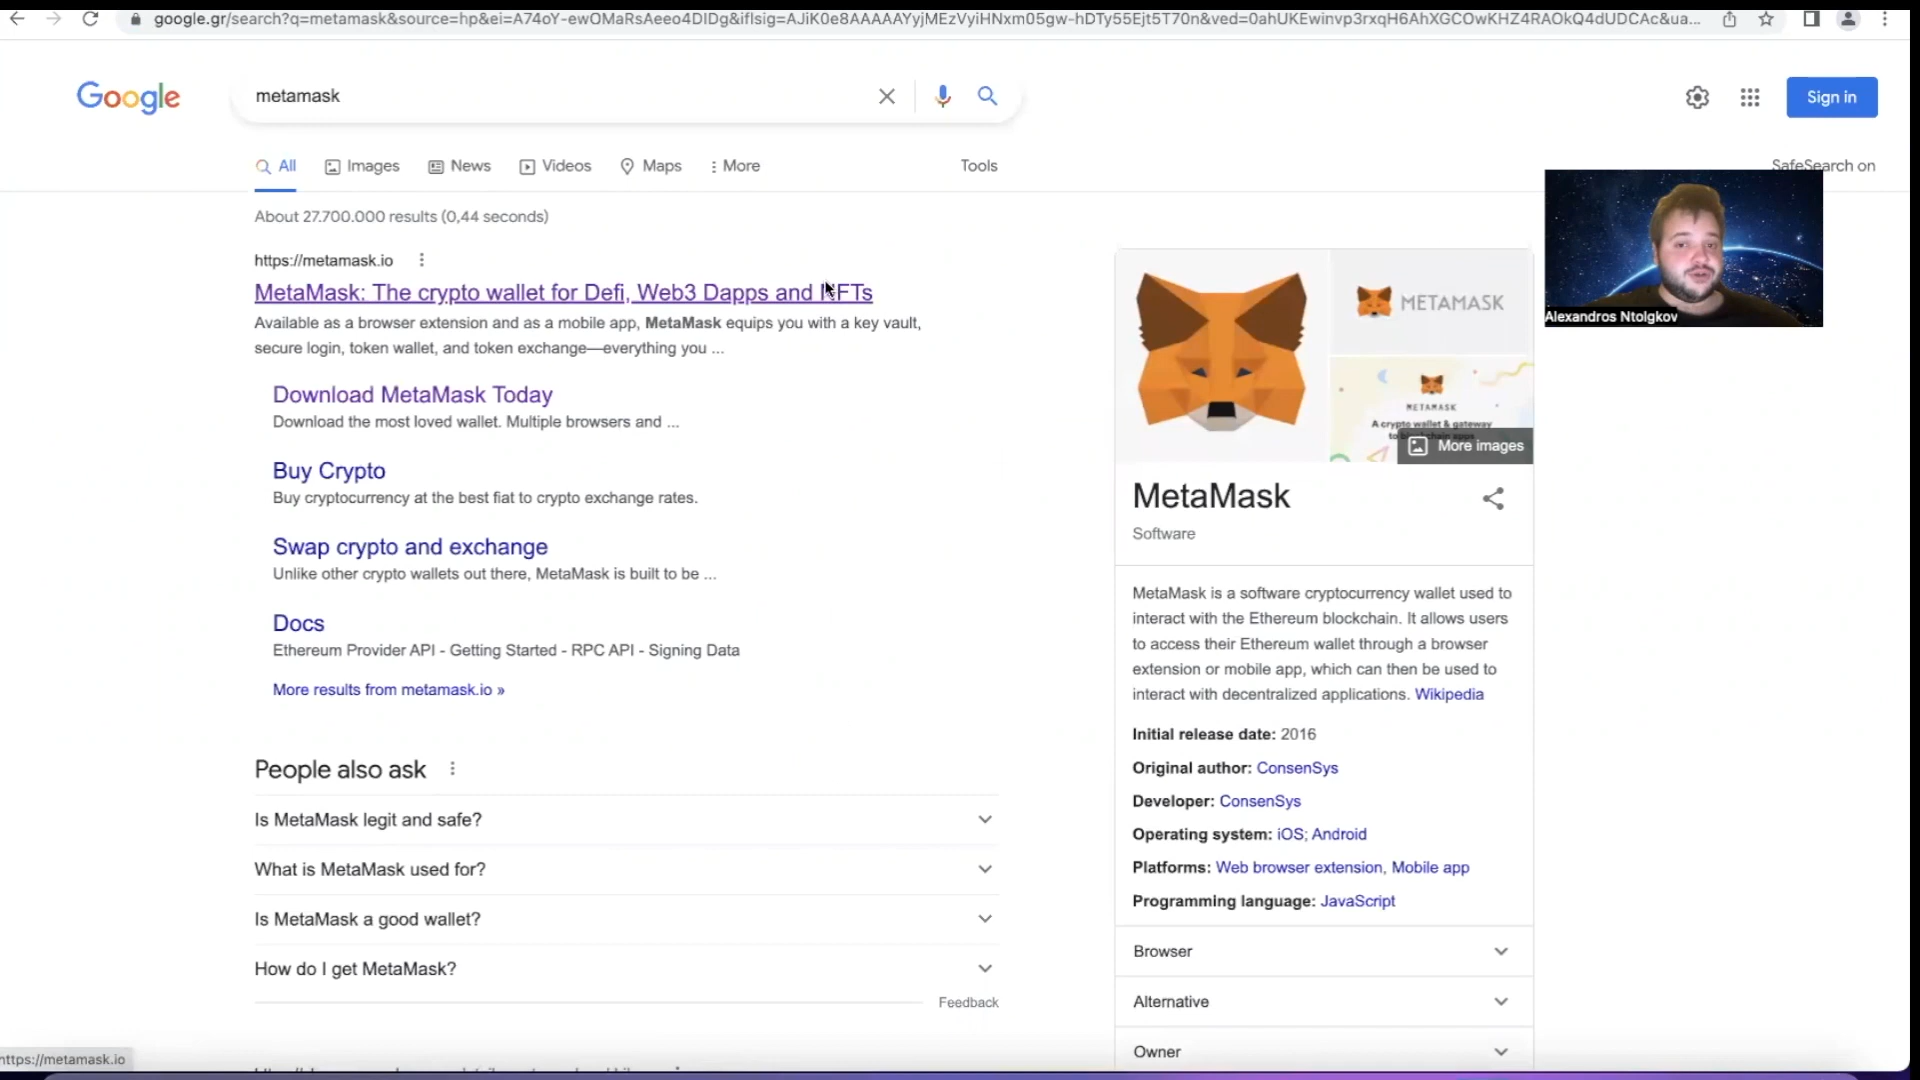 google.gr/search?q=metamask&source=hp&ei=A74oY-ewOMaRsAeeo4DIDg&iflsig=AJiK0e8AAAAAYyjMEzVyiHNxm05gw-hDTy55Ejt5T70n&ved=0ahUKEwinvp3rxqH6AhXGCOwKHZ4RAOkQ4dUDCAc&ua...
Google
metamask
Sign in
All
Images
News
Videos
Maps
More
Tools
SafeSearch on
About 27.700.000 results (0,44 seconds)
https://metamask.io
MetaMask: The crypto wallet for Defi, Web3 Dapps and NFTs
Available as a browser extension and as a mobile app, MetaMask equips you with a key vault,
secure login, token wallet, and token exchange—everything you ...
Download MetaMask Today
Download the most loved wallet. Multiple browsers and ...
Buy Crypto
Buy cryptocurrency at the best fiat to crypto exchange rates.
Swap crypto and exchange
Unlike other crypto wallets out there, MetaMask is built to be ...
Docs
Ethereum Provider API - Getting Started - RPC API - Signing Data
More results from metamask.io »
People also ask
Is MetaMask legit and safe?
What is MetaMask used for?
Is MetaMask a good wallet?
How do I get MetaMask?
Feedback
https://metamask.io
METAMASK
METAMASK
A crypto wallet & gateway
More images
MetaMask
Software
MetaMask is a software cryptocurrency wallet used to
interact with the Ethereum blockchain. It allows users
to access their Ethereum wallet through a browser
extension or mobile app, which can then be used to
interact with decentralized applications. Wikipedia
Initial release date: 2016
Original author: ConsenSys
Developer: ConsenSys
Operating system: iOS; Android
Platforms: Web browser extension, Mobile app
Programming language: JavaScript
Browser
Alternative
Owner
Alexandros Ntolgkov